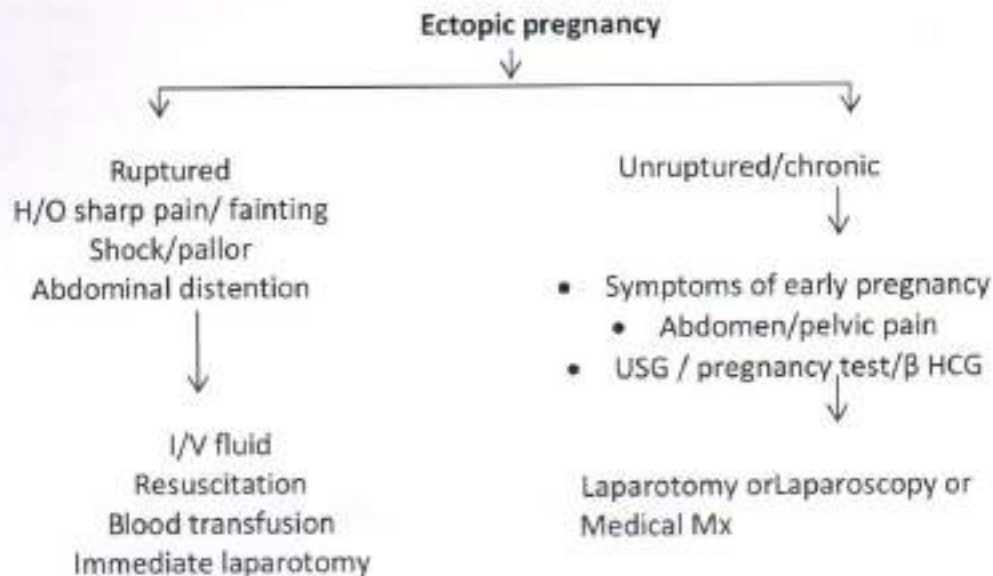 Ectopic pregnancy
Ruptured
H/O sharp pain/ fainting
Shock/pallor
Abdominal distention
I/V fluid
Resuscitation
Blood transfusion
Immediate laparotomy
Unruptured/chronic
• Symptoms of early pregnancy
• Abdomen/pelvic pain
• USG / pregnancy test/β HCG
Laparotomy orLaparoscopy or
Medical Mx